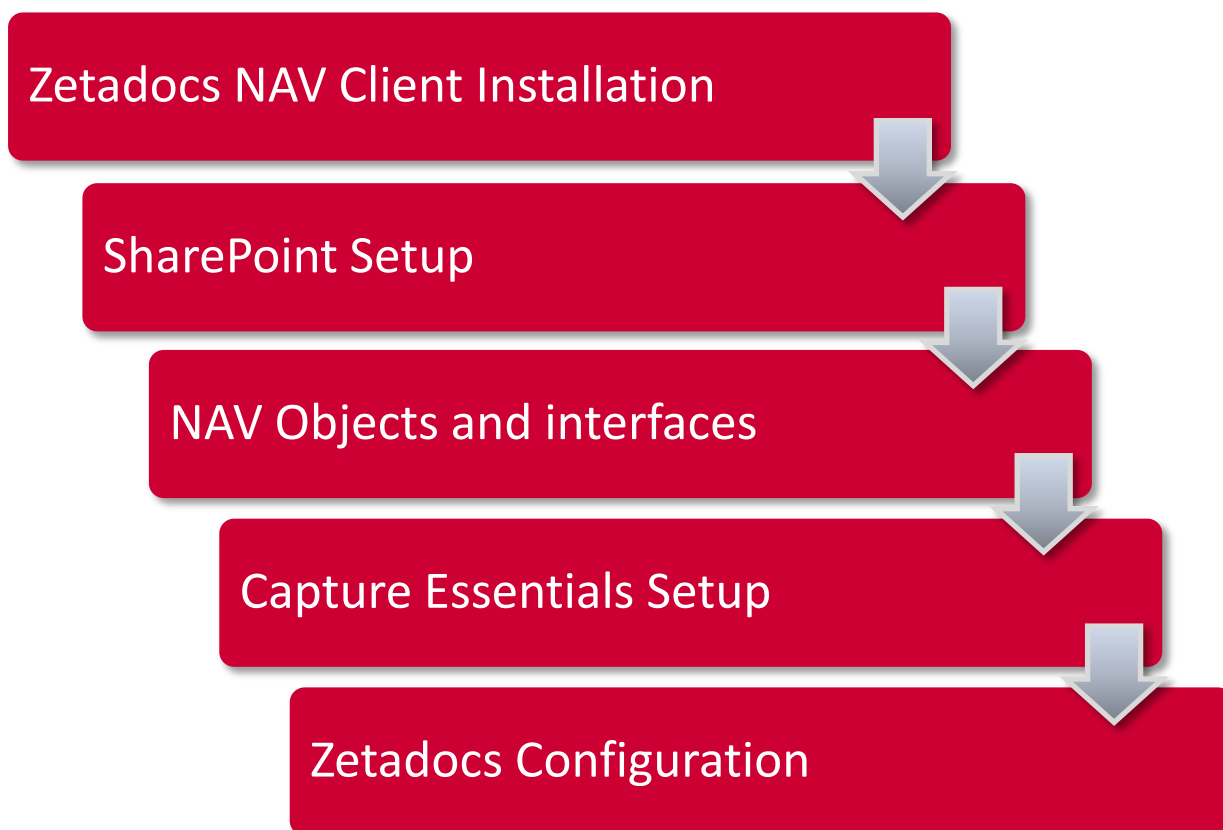 Zetadocs NAV Client Installation
SharePoint Setup
NAV Objects and interfaces
Capture Essentials Setup
Zetadocs Configuration